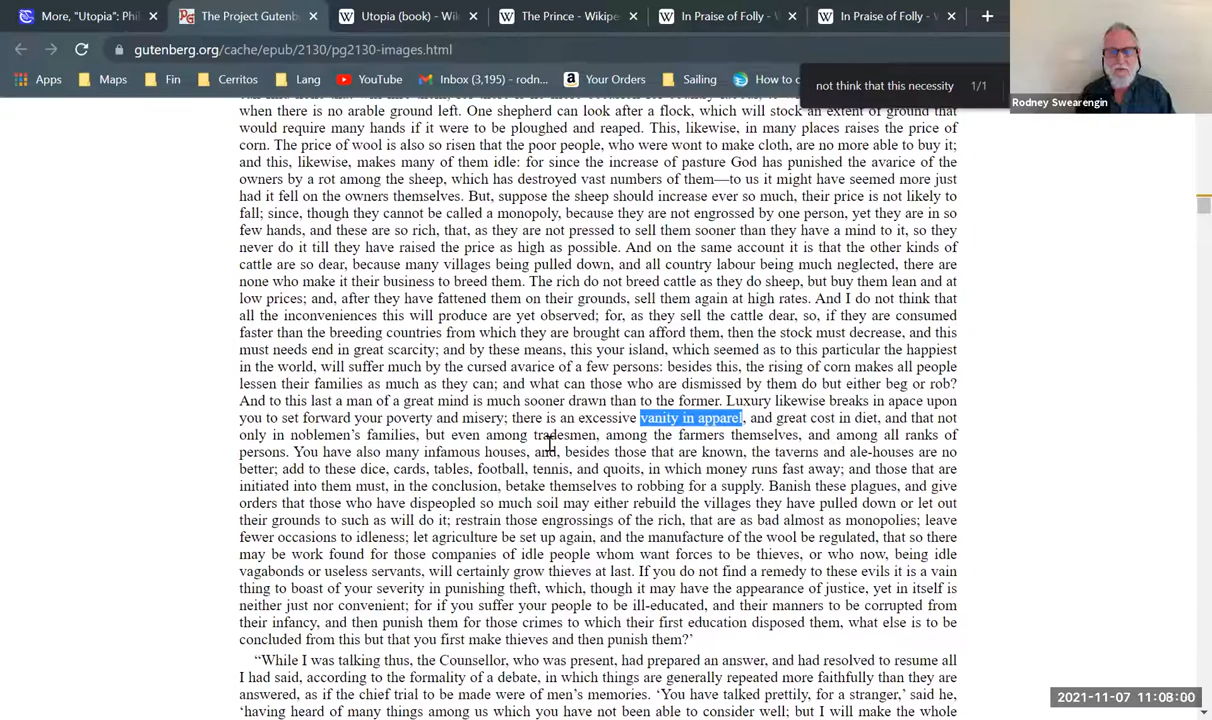 More, "Utopia": Phil
The Project Gutenb
Utopia (book) - Wik
The Prince - Wikipe
In Praise of Folly -
In Praise of Folly -
gutenberg.org/cache/epub/2130/pg2130-images.html
Apps
Maps
Fin
Cerritos
Lang
YouTube
Inbox (3,195) - rodn...
Your Orders
Sailing
How to c
not think that this necessity 1/1
Rodney Swearengin
when there is no arable ground left. One shepherd can look after a flock, which will stock an extent of ground that
would require many hands if it were to be ploughed and reaped. This, likewise, in many places raises the price of
corn. The price of wool is also so risen that the poor people, who were wont to make cloth, are no more able to buy it;
and this, likewise, makes many of them idle: for since the increase of pasture God has punished the avarice of the
owners by a rot among the sheep, which has destroyed vast numbers of them—to us it might have seemed more just
had it fell on the owners themselves. But, suppose the sheep should increase ever so much, their price is not likely to
fall; since, though they cannot be called a monopoly, because they are not engrossed by one person, yet they are in so
few hands, and these are so rich, that, as they are not pressed to sell them sooner than they have a mind to it, so they
never do it till they have raised the price as high as possible. And on the same account it is that the other kinds of
cattle are so dear, because many villages being pulled down, and all country labour being much neglected, there are
none who make it their business to breed them. The rich do not breed cattle as they do sheep, but buy them lean and at
low prices; and, after they have fattened them on their grounds, sell them again at high rates. And I do not think that
all the inconveniences this will produce are yet observed; for, as they sell the cattle dear, so, if they are consumed
faster than the breeding countries from which they are brought can afford them, then the stock must decrease, and this
must needs end in great scarcity; and by these means, this your island, which seemed as to this particular the happiest
in the world, will suffer much by the cursed avarice of a few persons: besides this, the rising of corn makes all people
lessen their families as much as they can; and what can those who are dismissed by them do but either beg or rob?
And to this last a man of a great mind is much sooner drawn than to the former. Luxury likewise breaks in apace upon
you to set forward your poverty and misery; there is an excessive vanity in apparel, and great cost in diet, and that not
only in noblemen’s families, but even among tradesmen, among the farmers themselves, and among all ranks of
persons. You have also many infamous houses, and, besides those that are known, the taverns and ale-houses are no
better; add to these dice, cards, tables, football, tennis, and quoits, in which money runs fast away; and those that are
initiated into them must, in the conclusion, betake themselves to robbing for a supply. Banish these plagues, and give
orders that those who have dispeopled so much soil may either rebuild the villages they have pulled down or let out
their grounds to such as will do it; restrain those engrossings of the rich, that are as bad almost as monopolies; leave
fewer occasions to idleness; let agriculture be set up again, and the manufacture of the wool be regulated, that so there
may be work found for those companies of idle people whom want forces to be thieves, or who now, being idle
vagabonds or useless servants, will certainly grow thieves at last. If you do not find a remedy to these evils it is a vain
thing to boast of your severity in punishing theft, which, though it may have the appearance of justice, yet in itself is
neither just nor convenient; for if you suffer your people to be ill-educated, and their manners to be corrupted from
their infancy, and then punish them for those crimes to which their first education disposed them, what else is to be
concluded from this but that you first make thieves and then punish them?’
“While I was talking thus, the Counsellor, who was present, had prepared an answer, and had resolved to resume all
I had said, according to the formality of a debate, in which things are generally repeated more faithfully than they are
answered, as if the chief trial to be made were of men’s memories. ‘You have talked prettily, for a stranger,’ said he,
‘having heard of many things among us which you have not been able to consider well; but I will make the whole
2021-11-07 11:08:00